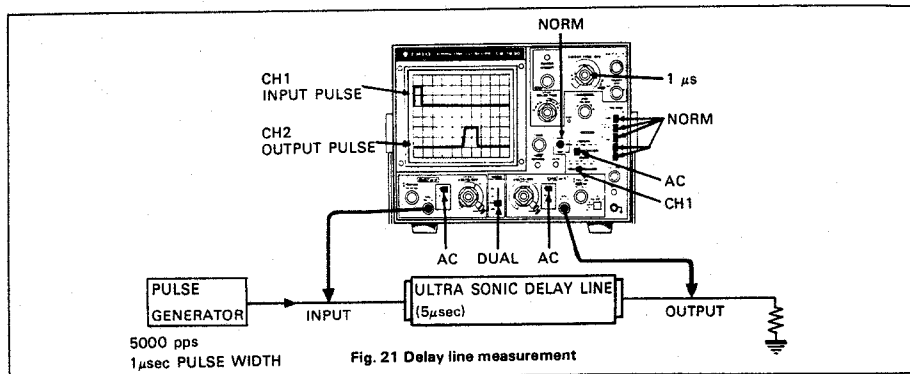 NORM
CH1
INPUT PULSE
1 μs
CH2
OUTPUT PULSE
NORM
AC
CH1
AC DUAL AC
PULSE
GENERATOR
INPUT
ULTRA SONIC DELAY LINE
(5μsec)
OUTPUT
5000 pps
1μsec PULSE WIDTH
Fig. 21 Delay line measurement